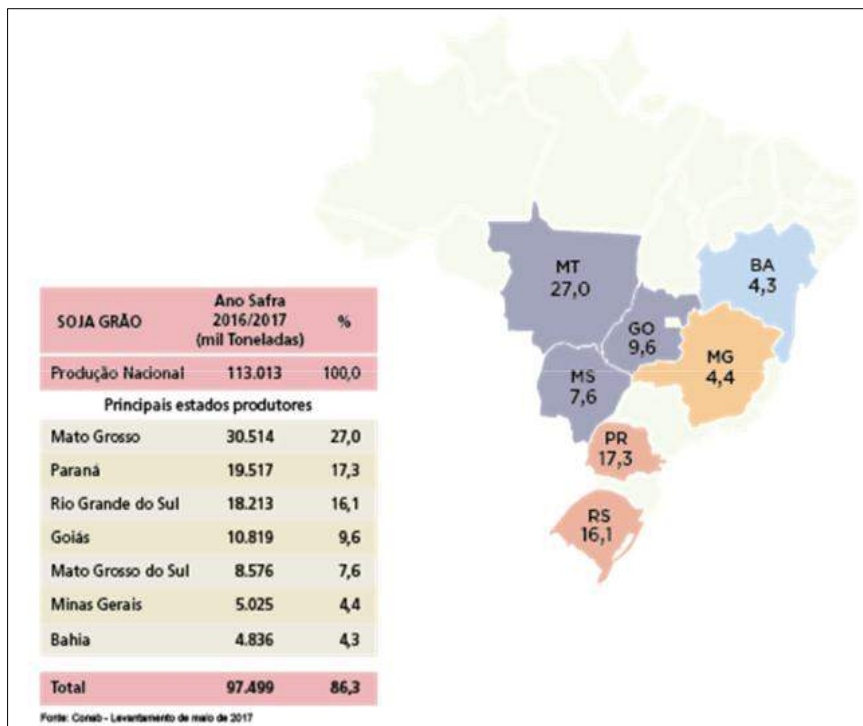 SOJA GRÃO
Ano Safra
2016/2017
(mil Toneladas)
%
Produção Nacional 113.013 100,0
Principais estados produtores
Mato Grosso 30.514 27,0
Paraná 19.517 17,3
Rio Grande do Sul 18.213 16,1
Goiás 10.819 9,6
Mato Grosso do Sul 8.576 7,6
Minas Gerais 5.025 4,4
Bahia 4.836 4,3
Total 97.499 86,3
Fonte: Conab - Levantamento de maio de 2017
MT
27,0
BA
4,3
GO
9,6
MG
4,4
MS
7,6
PR
17,3
RS
16,1